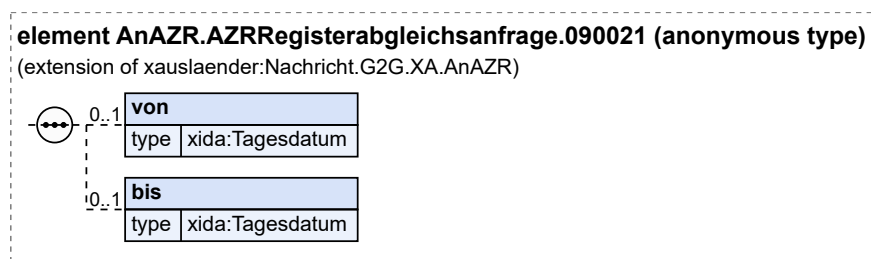 element AnAZR.AZRRegisterabgleichsanfrage.090021 (anonymous type)
(extension of xauslaender:Nachricht.G2G.XA.AnAZR)
0..1 von
type xida:Tagesdatum
0..1 bis
type xida:Tagesdatum